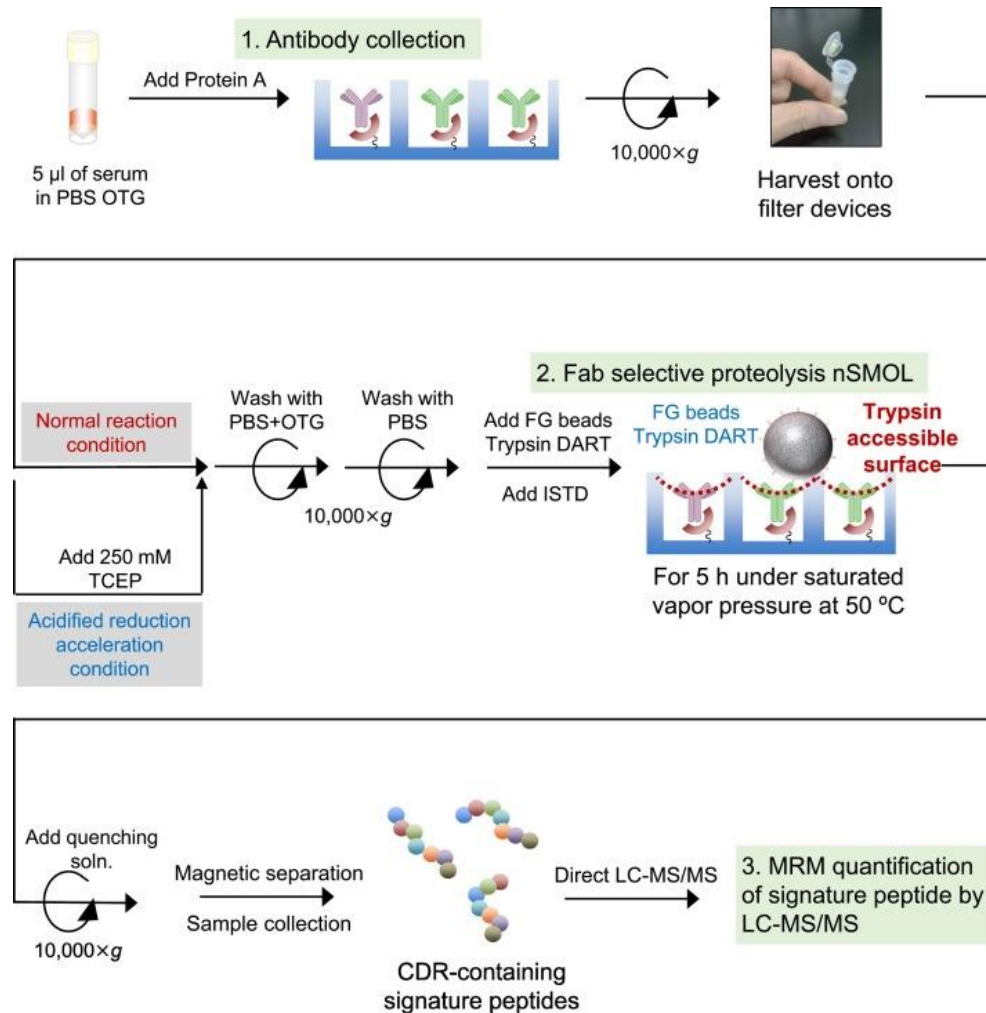 1. Antibody collection
Add Protein A
5 µl of serum
in PBS OTG
10,000×g
Harvest onto
filter devices
Normal reaction
condition
Add 250 mM
TCEP
Acidified reduction
acceleration
condition
Wash with
PBS+OTG
Wash with
PBS
10,000×g
Add FG beads
Trypsin DART
Add ISTD
2. Fab selective proteolysis nSMOL
FG beads
Trypsin DART
Trypsin
accessible
surface
For 5 h under saturated
vapor pressure at 50 ºC
Add quenching
soln.
10,000×g
Magnetic separation
Sample collection
CDR-containing
signature peptides
Direct LC-MS/MS
3. MRM quantification
of signature peptide by
LC-MS/MS